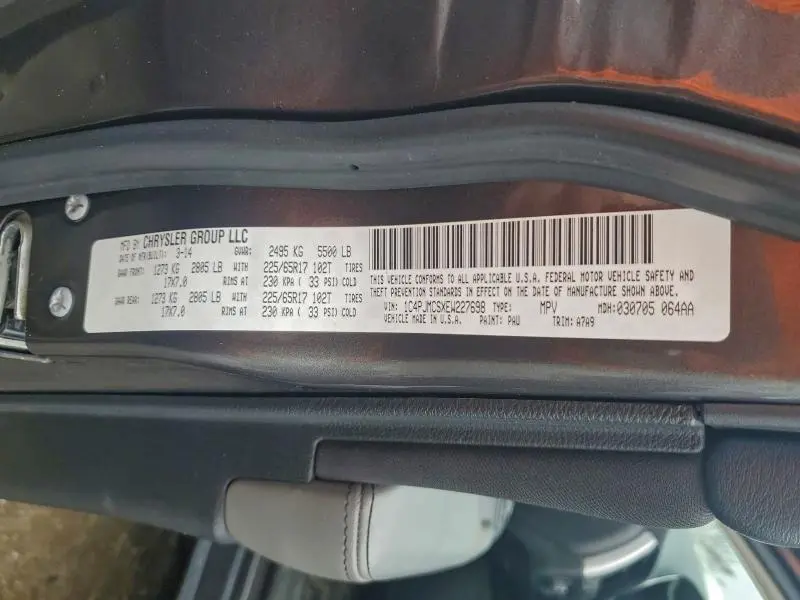 MFD BY CHRYSLER GROUP LLC
DATE OF MFR(BUILT): 3-14 GVWR: 2495 KG 5500 LB
GAWR FRONT: 1273 KG 2805 LB WITH 225/65R17 102T TIRES
17X7.0 RIMS AT 230 KPA ( 33 PSI) COLD
GAWR REAR: 1273 KG 2805 LB WITH 225/65R17 102T TIRES
17X7.0 RIMS AT 230 KPA ( 33 PSI) COLD
THIS VEHICLE CONFORMS TO ALL APPLICABLE U.S.A. FEDERAL MOTOR VEHICLE SAFETY AND
THEFT PREVENTION STANDARDS IN EFFECT ON THE DATE OF MANUFACTURE SHOWN ABOVE.
VIN: 1C4PJMCSXEW227698 TYPE: MPV MDH:030705 064AA
VEHICLE MADE IN U.S.A. PAINT: PAU TRIM: A7A9